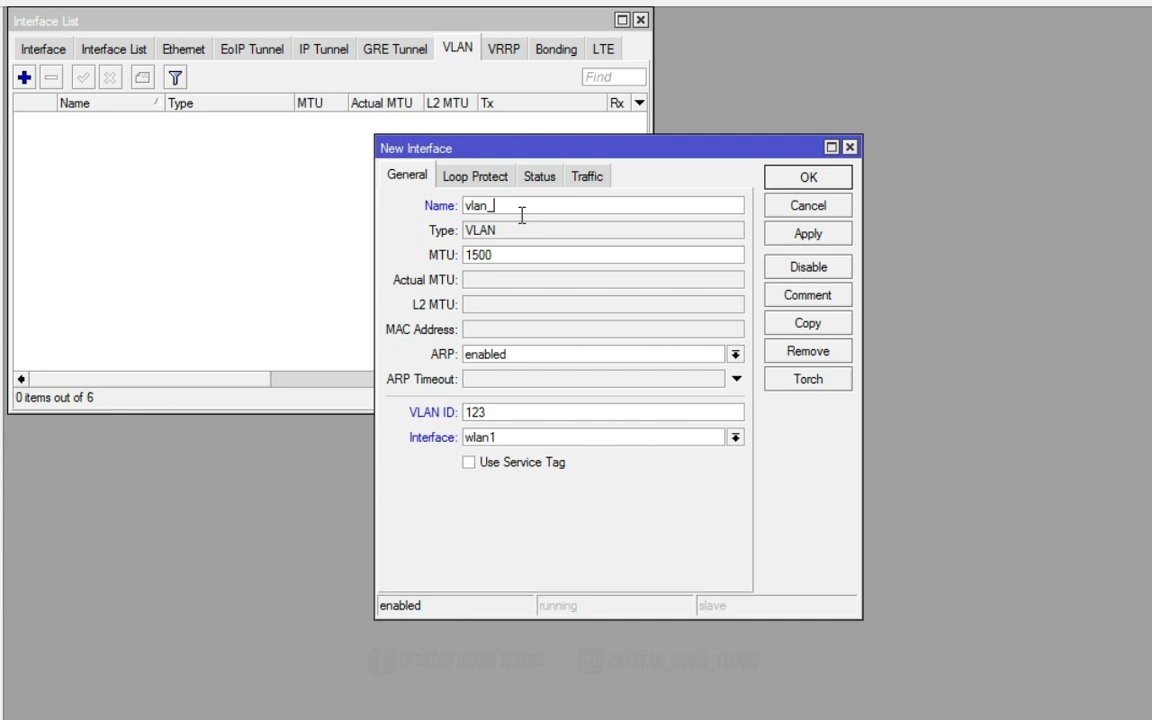 Interface List
Interface Interface List Ethernet EoIP Tunnel IP Tunnel GRE Tunnel VLAN VRRP Bonding LTE
Find
Name Type MTU Actual MTU L2 MTU Tx Rx
0 items out of 6
New Interface
General Loop Protect Status Traffic
Name: vlan_
Type: VLAN
MTU: 1500
Actual MTU:
L2 MTU:
MAC Address:
ARP: enabled
ARP Timeout:
VLAN ID: 123
Interface: wlan1
Use Service Tag
OK
Cancel
Apply
Disable
Comment
Copy
Remove
Torch
enabled running slave